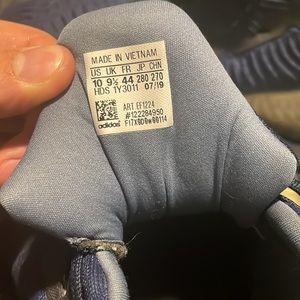 MADE IN VIETNAM
US UK FR JP CHN
10 9½ 44 280 270
HDS 1Y3011 07/19
ART EF1224
#122284950
F17X9D0w00114
adidas